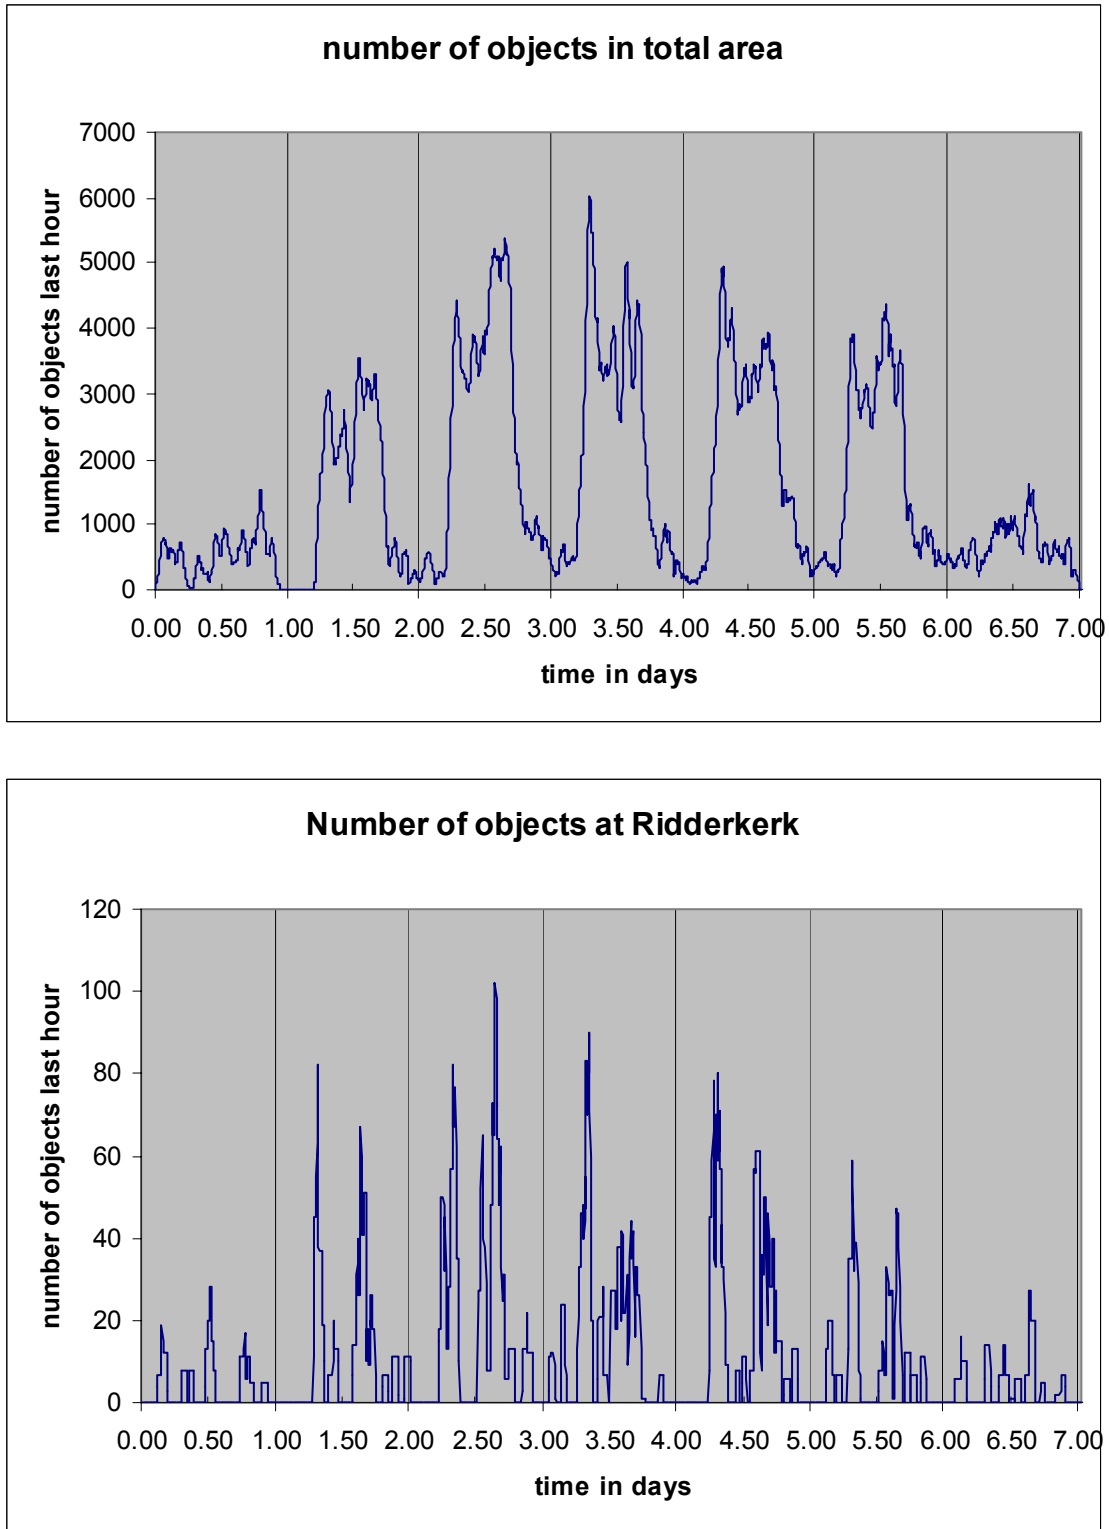 number of objects in total area
7000
6000
5000
4000
3000
2000
1000
0
number of objects last hour
0.00 0.50 1.00 1.50 2.00 2.50 3.00 3.50 4.00 4.50 5.00 5.50 6.00 6.50 7.00
time in days
Number of objects at Ridderkerk
120
100
80
60
40
20
0
number of objects last hour
0.00 0.50 1.00 1.50 2.00 2.50 3.00 3.50 4.00 4.50 5.00 5.50 6.00 6.50 7.00
time in days